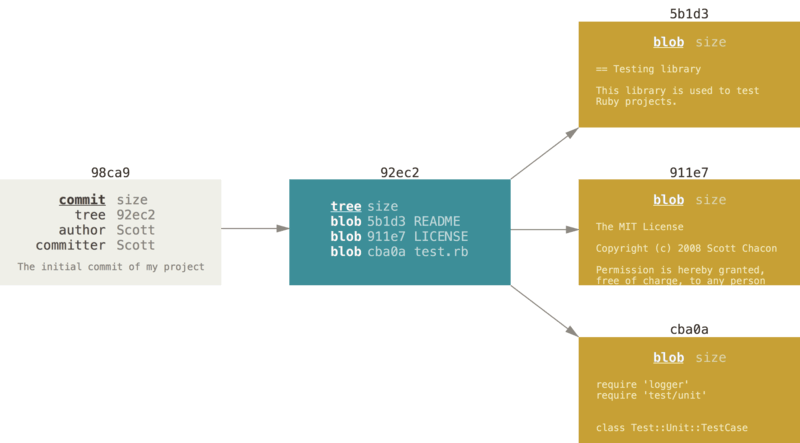 98ca9
commit size
tree 92ec2
author Scott
committer Scott
The initial commit of my project
92ec2
tree size
blob 5b1d3 README
blob 911e7 LICENSE
blob cba0a test.rb
5b1d3
blob size
== Testing library
This library is used to test
Ruby projects.
911e7
blob size
The MIT License
Copyright (c) 2008 Scott Chacon
Permission is hereby granted,
free of charge, to any person
cba0a
blob size
require 'logger'
require 'test/unit'
class Test::Unit::TestCase